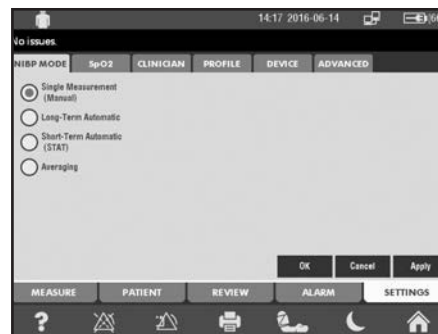 14:17 2016-06-14
No issues.
NIBP MODE SpO2 CLINICIAN PROFILE DEVICE ADVANCED
Single Measurement
(Manual)
Long-Term Automatic
Short-Term Automatic
(STAT)
Averaging
OK Cancel Apply
MEASURE PATIENT REVIEW ALARM SETTINGS
?